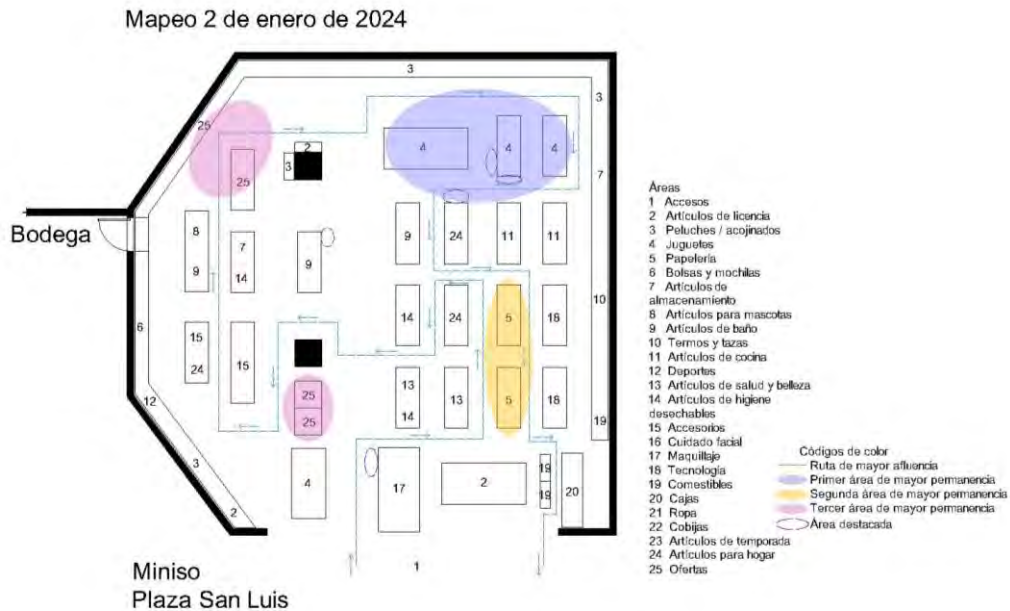 Mapeo 2 de enero de 2024
3
3
25
2
3
4
4
4
25
7
Bodega
8
9
7
14
9
9
24
11
11
6
15
24
15
14
24
5
18
10
12
25
25
13
14
13
5
18
19
3
4
17
2
19
19
20
2
1
Miniso
Plaza San Luis
Áreas
1 Accesos
2 Artículos de licencia
3 Peluches / acojinados
4 Juguetes
5 Papelería
6 Bolsas y mochilas
7 Artículos de
almacenamiento
8 Artículos para mascotas
9 Artículos de baño
10 Termos y tazas
11 Artículos de cocina
12 Deportes
13 Artículos de salud y belleza
14 Artículos de higiene
desechables
15 Accesorios
16 Cuidado facial
17 Maquillaje
18 Tecnología
19 Comestibles
20 Cajas
21 Ropa
22 Cobijas
23 Artículos de temporada
24 Artículos para hogar
25 Ofertas
Códigos de color
Ruta de mayor afluencia
Primer área de mayor permanencia
Segunda área de mayor permanencia
Tercer área de mayor permanencia
Área destacada